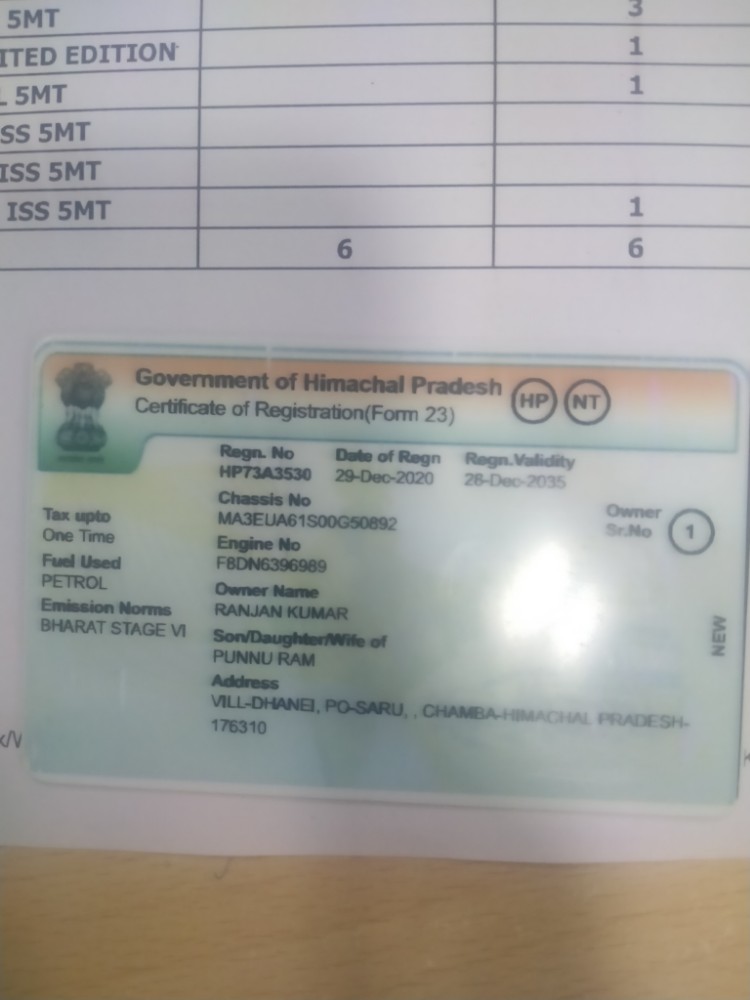 5MT 3
ITED EDITION 1
L 5MT 1
SS 5MT
ISS 5MT
ISS 5MT 1
6 6
Government of Himachal Pradesh HP NT
Certificate of Registration(Form 23)
Regn. No Date of Regn Regn.Validity
HP73A3530 29-Dec-2020 28-Dec-2035
Chassis No
MA3EUA61S00G50892
Owner
Sr.No 1
Tax upto
One Time
Engine No
F8DN6396989
Fuel Used
PETROL
Owner Name
RANJAN KUMAR
Emission Norms
BHARAT STAGE VI
Son/Daughter/Wife of
PUNNU RAM
NEW
Address
VILL-DHANEI, PO-SARU, , CHAMBA-HIMACHAL PRADESH-
176310